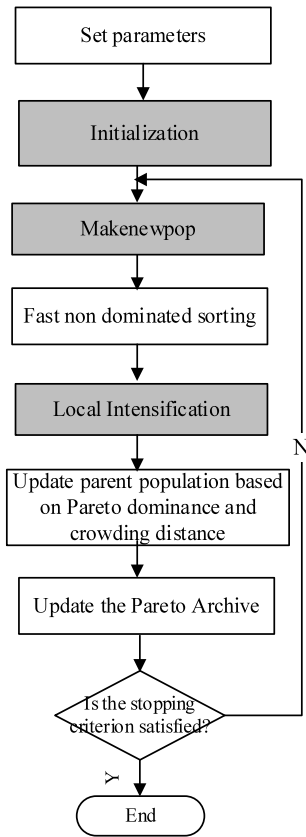 Set parameters
Initialization
Makenewpop
Fast non dominated sorting
Local Intensification
Update parent population based
on Pareto dominance and
crowding distance
Update the Pareto Archive
Is the stopping
criterion satisfied?
N
Y
End